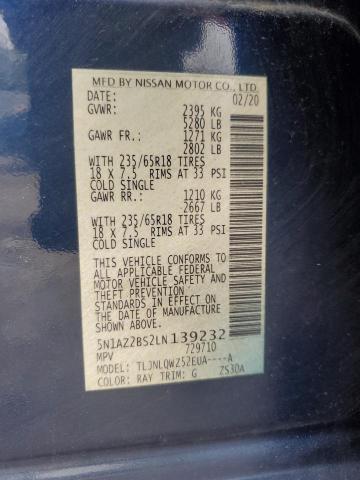 MFD BY NISSAN MOTOR CO., LTD.
DATE: 02/20
GVWR: 2395 KG
5280 LB
GAWR FR.: 1271 KG
2802 LB
WITH 235/65R18 TIRES
18 X 7.5 RIMS AT 33 PSI
COLD SINGLE
GAWR RR.: 1210 KG
2667 LB
WITH 235/65R18 TIRES
18 X 7.5 RIMS AT 33 PSI
COLD SINGLE
THIS VEHICLE CONFORMS TO
ALL APPLICABLE FEDERAL
MOTOR VEHICLE SAFETY AND
THEFT PREVENTION
STANDARDS IN EFFECT ON
THE DATE OF MANUFACTURE
SHOWN ABOVE.
5N1AZ2BS2LN139232
MPV 729710
MODEL: TLJNLQWZ52EUA----A
COLOR: RAY TRIM: G ZS30A